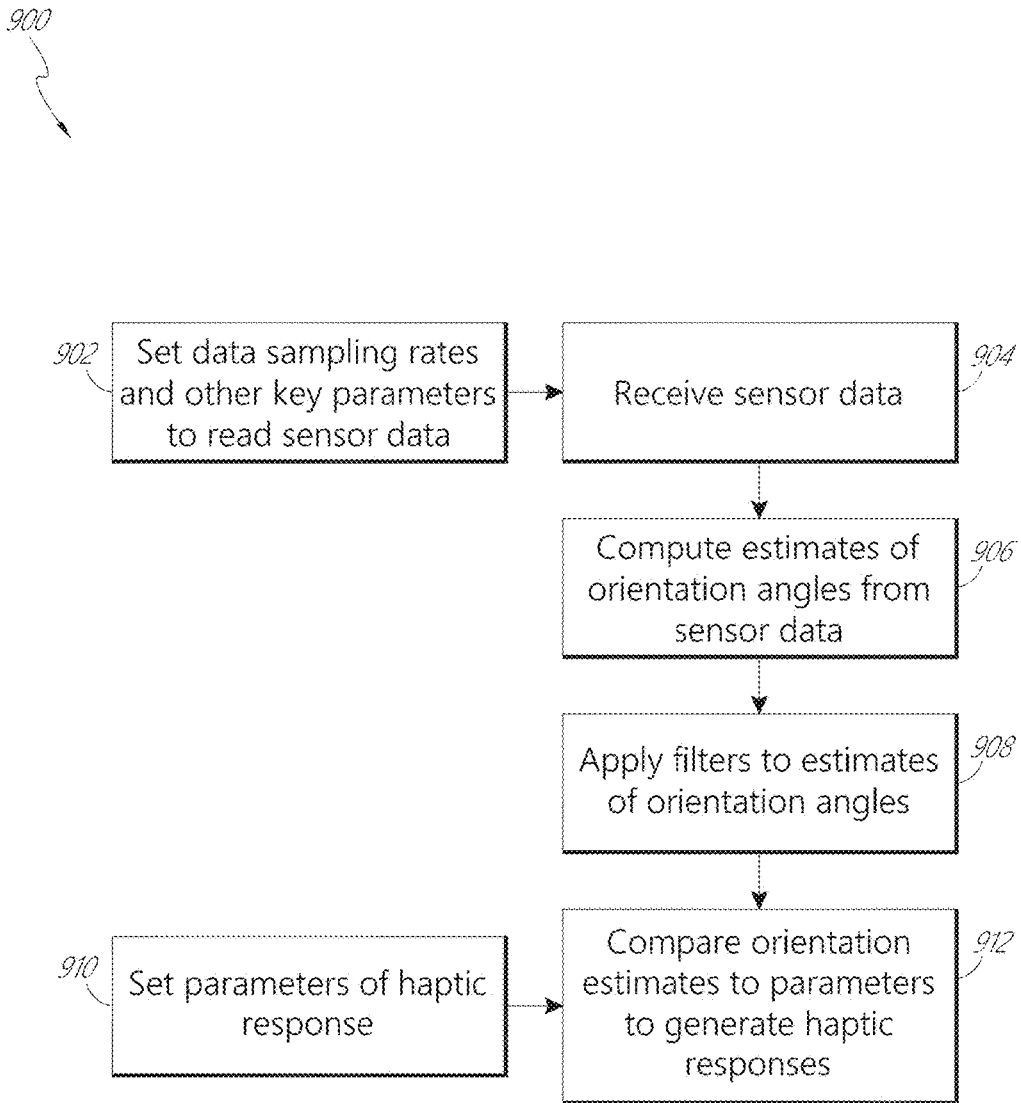 900
902
Set data sampling rates
and other key parameters
to read sensor data
Receive sensor data
904
Compute estimates of
orientation angles from
sensor data
906
Apply filters to estimates
of orientation angles
908
910
Set parameters of haptic
response
Compare orientation
estimates to parameters
to generate haptic
responses
912